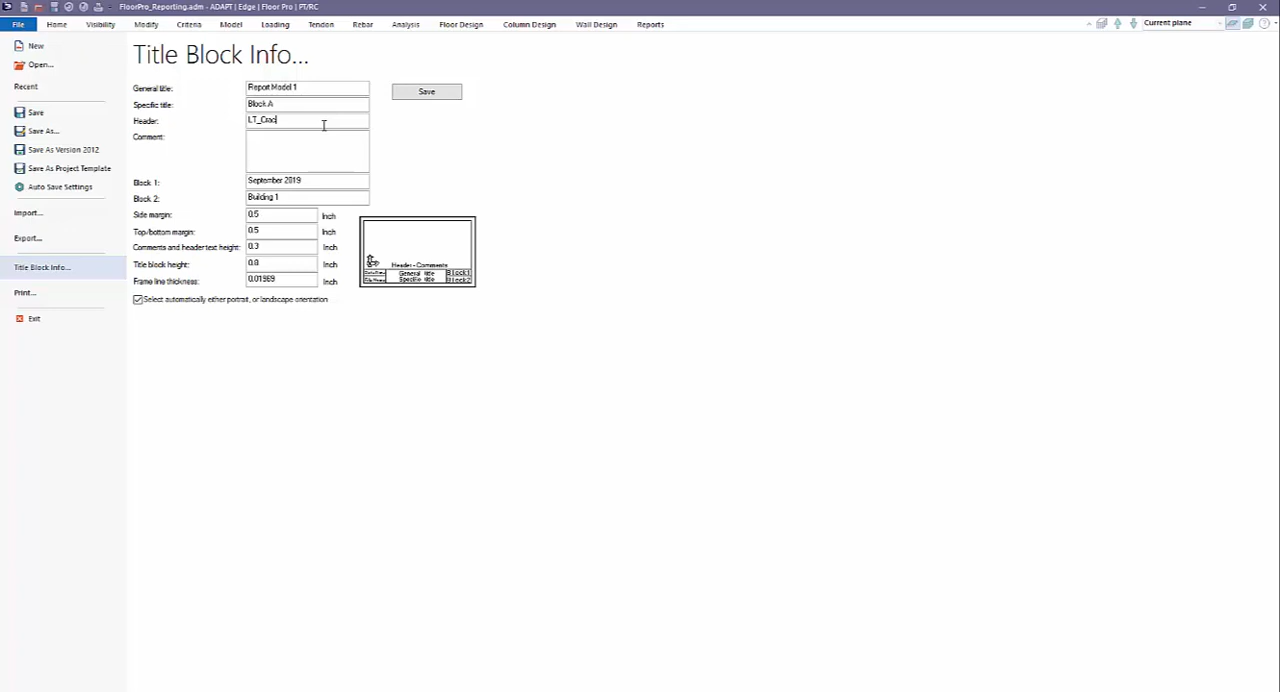 FloorPro_Reporting.adm - ADAPT | Edge | Floor Pro | PT/RC
File Home Visibility Modify Criteria Model Loading Tendon Rebar Analysis Floor Design Column Design Wall Design Reports Current plane
New
Open...
Recent
Save
Save As...
Save As Version 2012
Save As Project Template
Auto Save Settings
Import...
Export...
Title Block Info...
Print...
Exit
Title Block Info...
General title: Report Model 1
Save
Specific title: Block A
Header: LT_Crac
Comment:
Block 1: September 2019
Block 2: Building 1
Side margin: 0.5 Inch
Top/bottom margin: 0.5 Inch
Comments and header text height: 0.3 Inch
Title block height: 0.8 Inch
Frame line thickness: 0.01969 Inch
Select automatically either portrait, or landscape orientation
Header - Comments
General title Block1
Specific title Block2